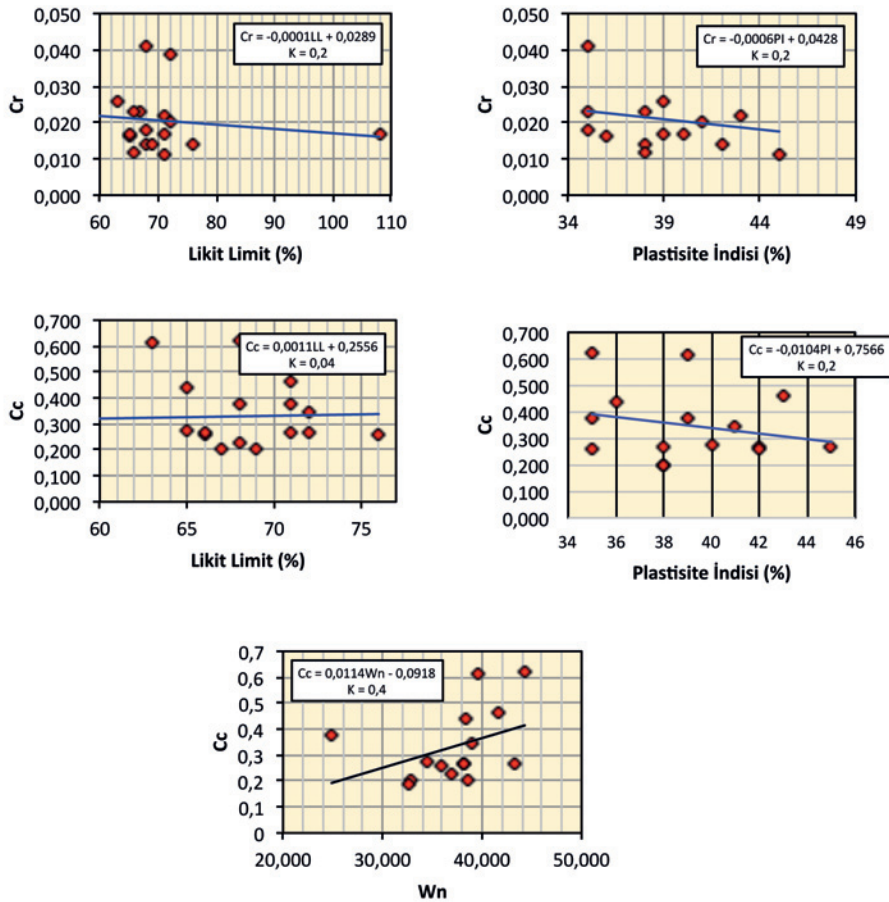 Cr = -0,0001LL + 0,0289
K = 0,2
0,050
0,040
0,030
0,020
0,010
0,000
Cr
60 70 80 90 100 110
Likit Limit (%)
Cr = -0,0006PI + 0,0428
K = 0,2
0,050
0,040
0,030
0,020
0,010
0,000
Cr
34 39 44 49
Plastisite İndisi (%)
Cc = 0,0011LL + 0,2556
K = 0,04
0,700
0,600
0,500
0,400
0,300
0,200
0,100
0,000
Cc
60 65 70 75
Likit Limit (%)
Cc = -0,0104PI + 0,7566
K = 0,2
0,700
0,600
0,500
0,400
0,300
0,200
0,100
0,000
Cc
34 36 38 40 42 44 46
Plastisite İndisi (%)
Cc = 0,0114Wn - 0,0918
K = 0,4
0,7
0,6
0,5
0,4
0,3
0,2
0,1
0
Cc
20,000 30,000 40,000 50,000
Wn